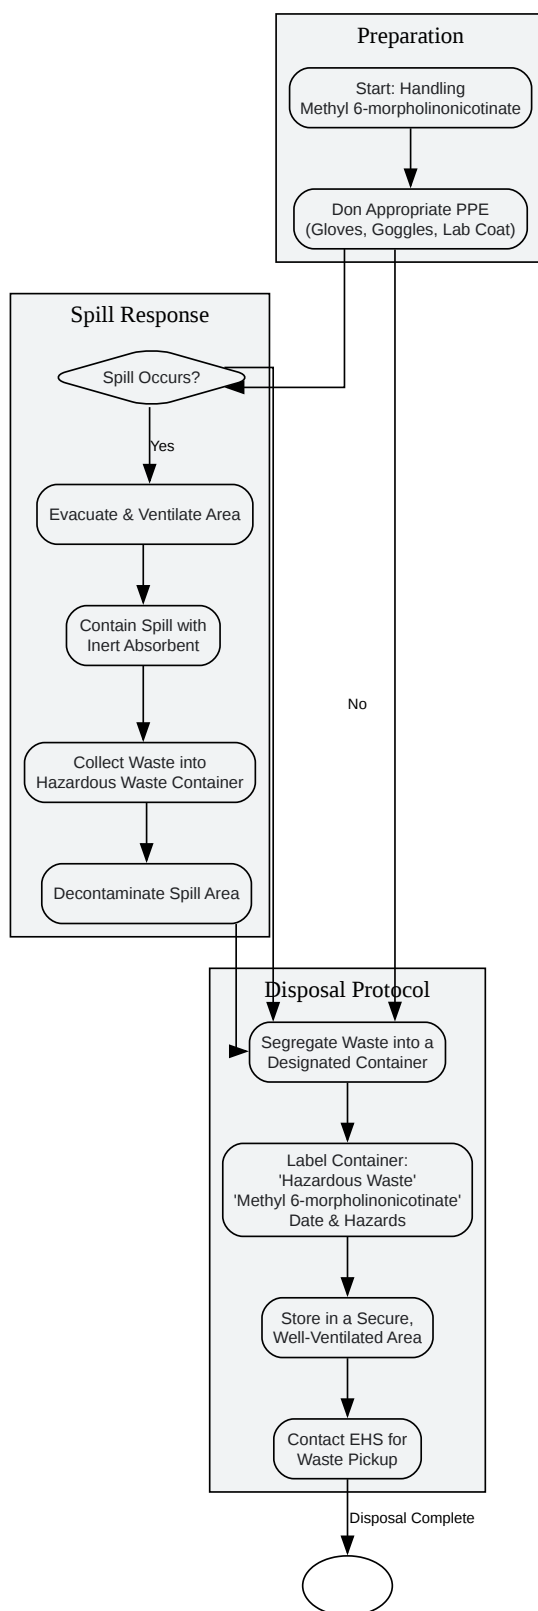 Preparation
Start: Handling
Methyl 6-morpholinonicotinate
Don Appropriate PPE
(Gloves, Goggles, Lab Coat)
Spill Response
Spill Occurs?
Yes
Evacuate & Ventilate Area
Contain Spill with
Inert Absorbent
No
Collect Waste into
Hazardous Waste Container
Decontaminate Spill Area
Disposal Protocol
Segregate Waste into a
Designated Container
Label Container:
'Hazardous Waste'
'Methyl 6-morpholinonicotinate'
Date & Hazards
Store in a Secure,
Well-Ventilated Area
Contact EHS for
Waste Pickup
Disposal Complete